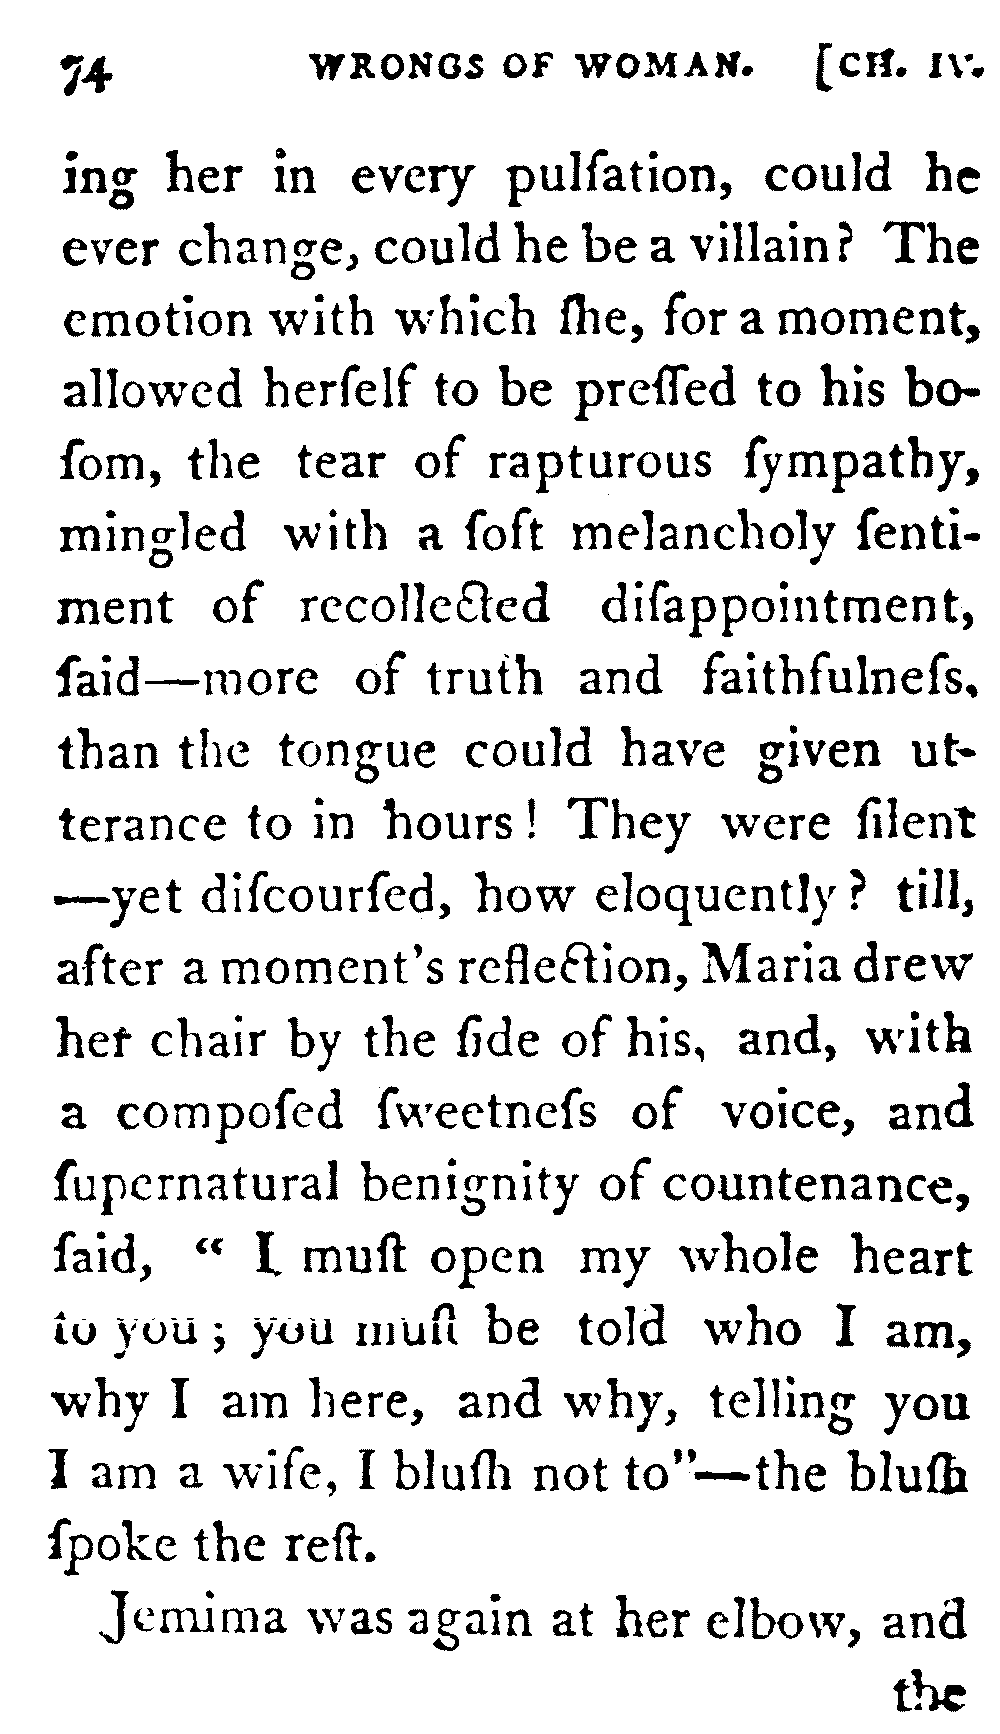 74 WRONGS OF WOMAN. [CH. IV.
ing her in every pulſation, could he
ever change, could he be a villain? The
emotion with which ſhe, for a moment,
allowed herſelf to be preſſed to his bo-
ſom, the tear of rapturous ſympathy,
mingled with a ſoft melancholy ſenti-
ment of recollected diſappointment,
ſaid—more of truth and faithfulneſs,
than the tongue could have given ut-
terance to in hours! They were ſilent
—yet diſcourſed, how eloquently? till,
after a moment's reflection, Maria drew
her chair by the ſide of his, and, with
a compoſed ſweetneſs of voice, and
ſupernatural benignity of countenance,
ſaid, “ I muſt open my whole heart
to you; you muſt be told who I am,
why I am here, and why, telling you
I am a wife, I bluſh not to”—the bluſh
ſpoke the reſt.
Jemima was again at her elbow, and
the